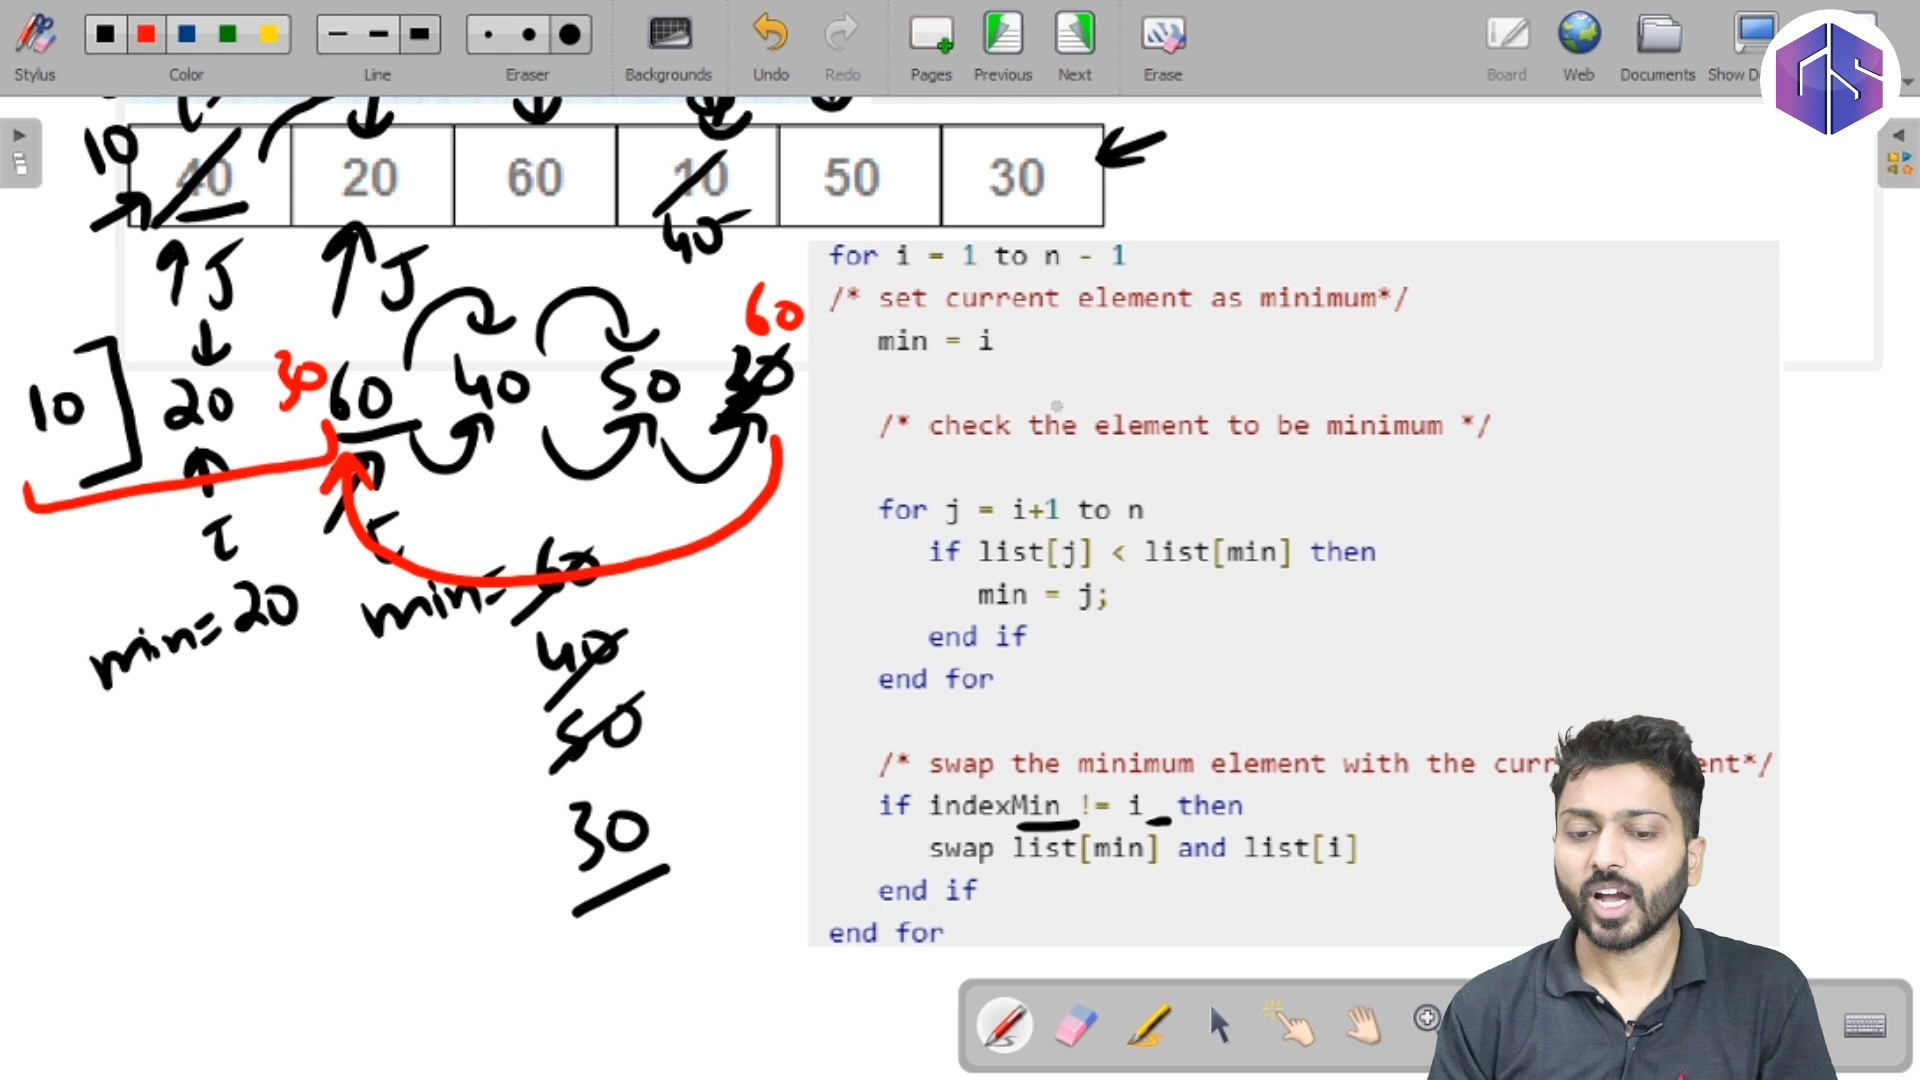 Stylus
Color
Line
Eraser
Backgrounds
Undo
Redo
Pages
Previous
Next
Erase
Board
Web
Documents
Show D
10
40 20 60 10 50 30
40
J J
60
10 20 30 60 40 50 30
I
min=20
min= 60
40
50
30
for i = 1 to n - 1
/* set current element as minimum*/
min = i
/* check the element to be minimum */
for j = i+1 to n
if list[j] < list[min] then
min = j;
end if
end for
/* swap the minimum element with the curr ent*/
if indexMin != i then
swap list[min] and list[i]
end if
end for